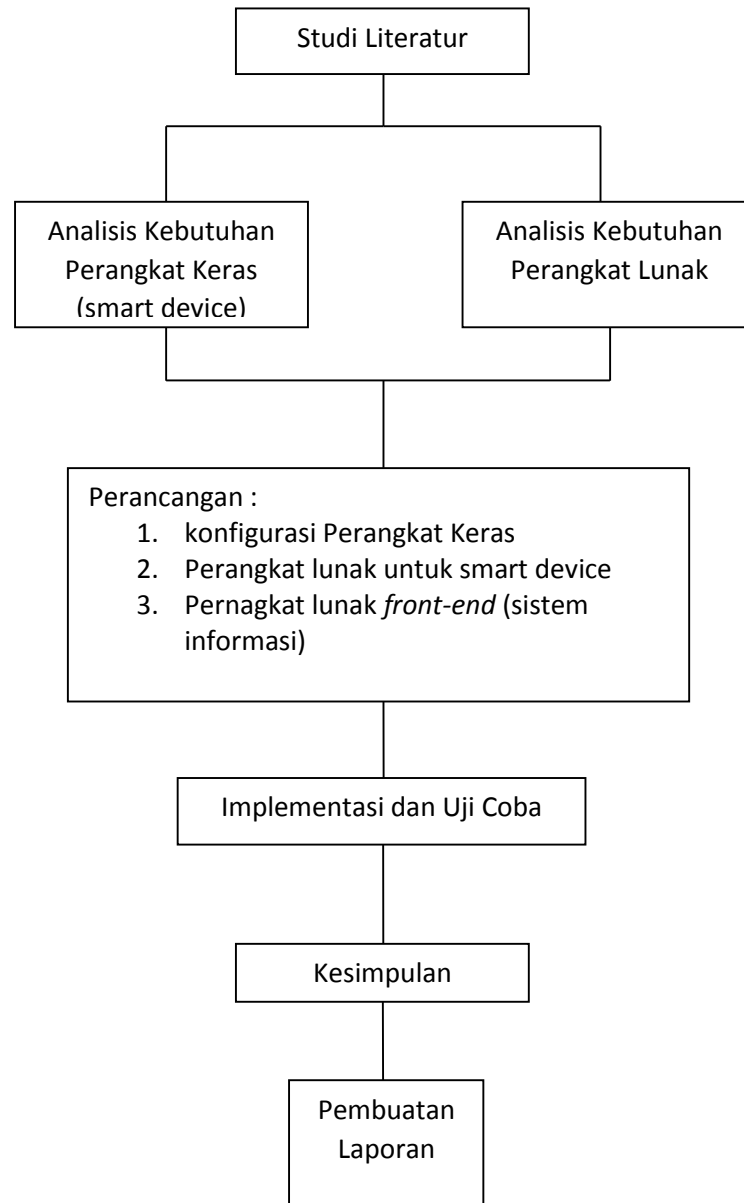 Studi Literatur
Analisis Kebutuhan
Perangkat Keras
(smart device)
Analisis Kebutuhan
Perangkat Lunak
Perancangan :
1. konfigurasi Perangkat Keras
2. Perangkat lunak untuk smart device
3. Pernagkat lunak front-end (sistem
informasi)
Implementasi dan Uji Coba
Kesimpulan
Pembuatan
Laporan